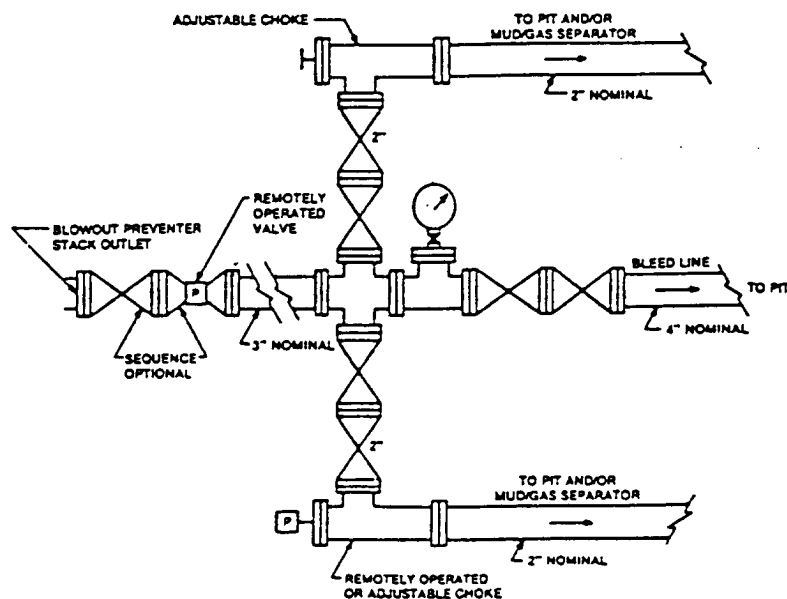 ADJUSTABLE CHOKE
TO PIT AND/OR
MUD/GAS SEPARATOR
2" NOMINAL
2"
REMOTELY
OPERATED
VALVE
BLOWOUT PREVENTER
STACK OUTLET
P
BLEED LINE
TO PIT
SEQUENCE
OPTIONAL
3" NOMINAL
4" NOMINAL
2"
TO PIT AND/OR
MUD/GAS SEPARATOR
P
2" NOMINAL
REMOTELY OPERATED
OR ADJUSTABLE CHOKE